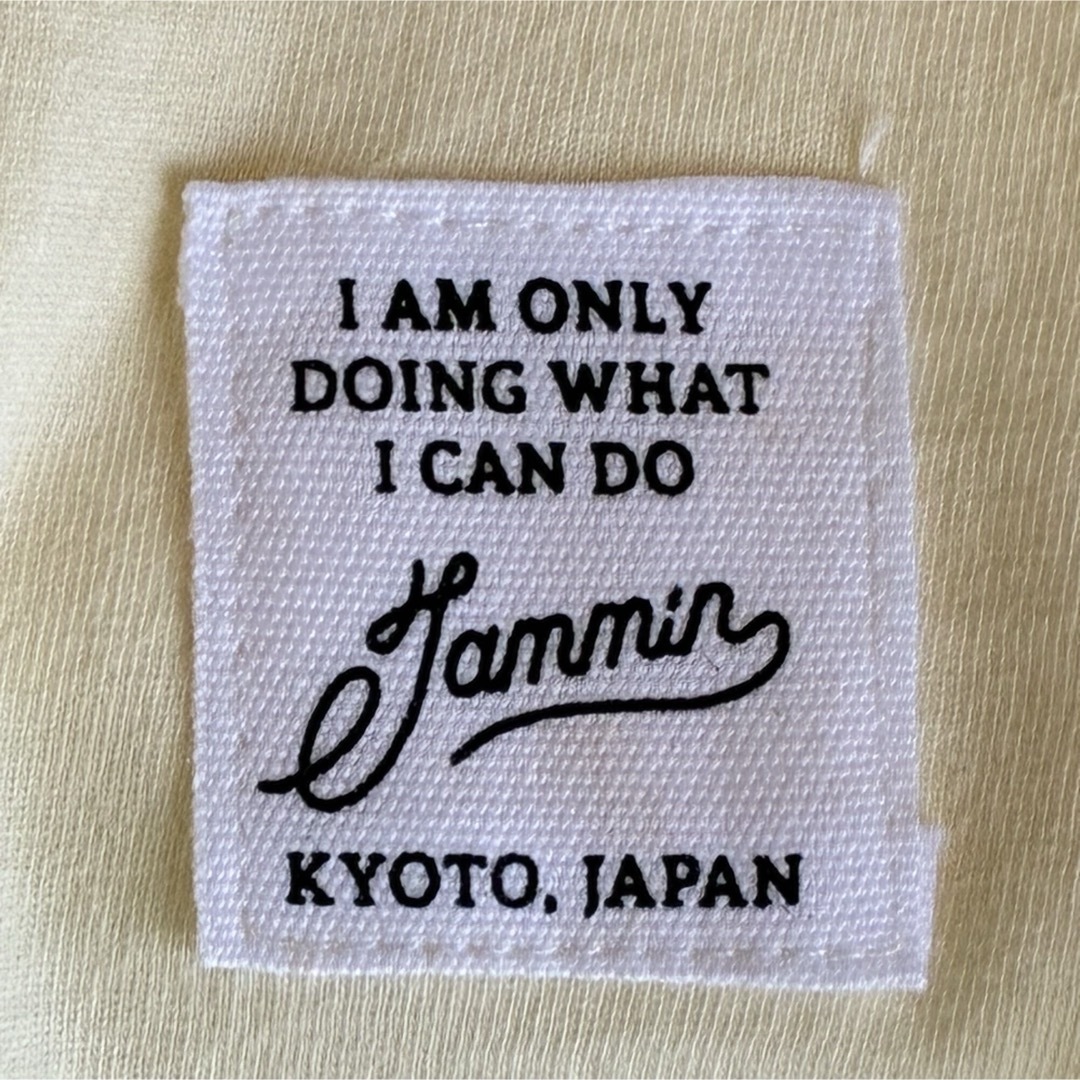 I AM ONLY
DOING WHAT
I CAN DO
Jammin
KYOTO, JAPAN